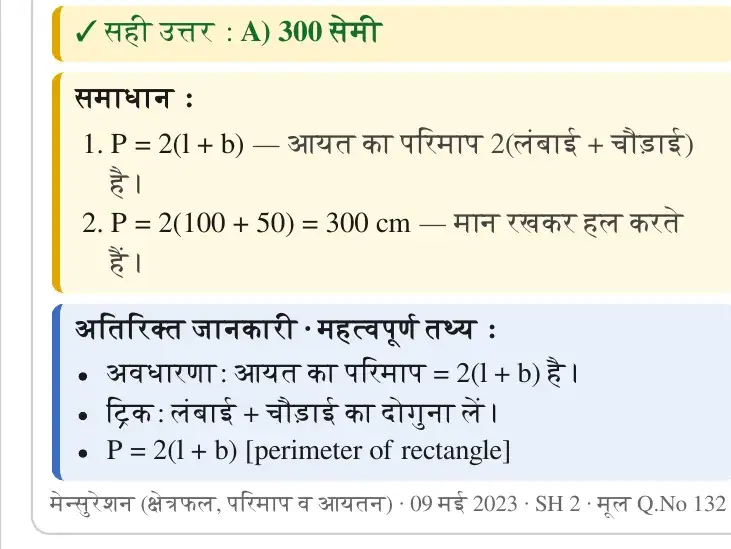 ✓ सही उत्तर : A) 300 सेमी
समाधान :
1. P = 2(l + b) — आयत का परिमाप 2(लंबाई + चौड़ाई)
है।
2. P = 2(100 + 50) = 300 cm — मान रखकर हल करते
हैं।
अतिरिक्त जानकारी · महत्वपूर्ण तथ्य :
• अवधारणा : आयत का परिमाप = 2(l + b) है।
• ट्रिक : लंबाई + चौड़ाई का दोगुना लें।
• P = 2(l + b) [perimeter of rectangle]
मेन्सुरेशन (क्षेत्रफल, परिमाप व आयतन) · 09 मई 2023 · SH 2 · मूल Q.No 132